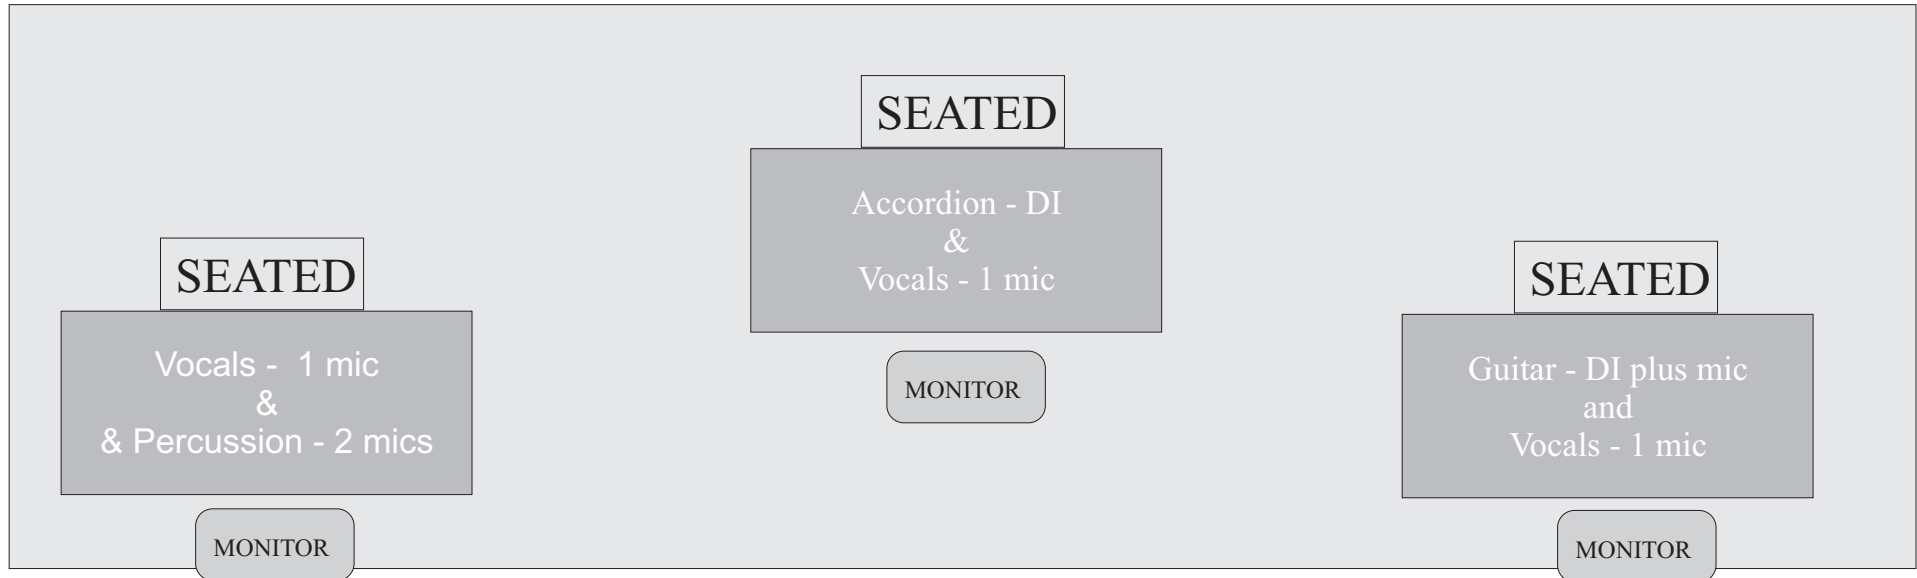 SEATED
Accordion - DI
&
Vocals - 1 mic
MONITOR
SEATED
Vocals -  1 mic
&
& Percussion - 2 mics
MONITOR
SEATED
Guitar - DI plus mic
and
Vocals - 1 mic
MONITOR